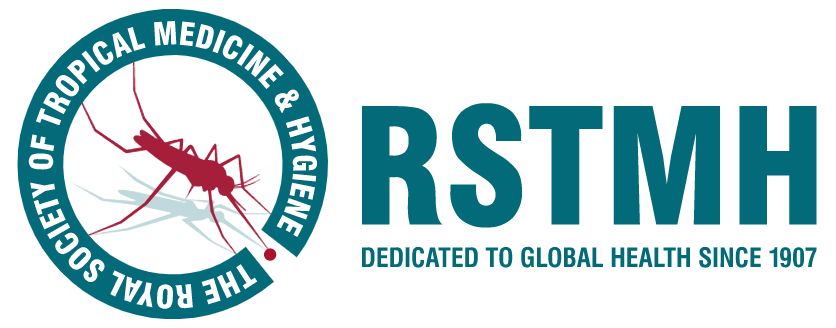 THE ROYAL SOCIETY OF TROPICAL MEDICINE & HYGIENE
RSTMH
DEDICATED TO GLOBAL HEALTH SINCE 1907